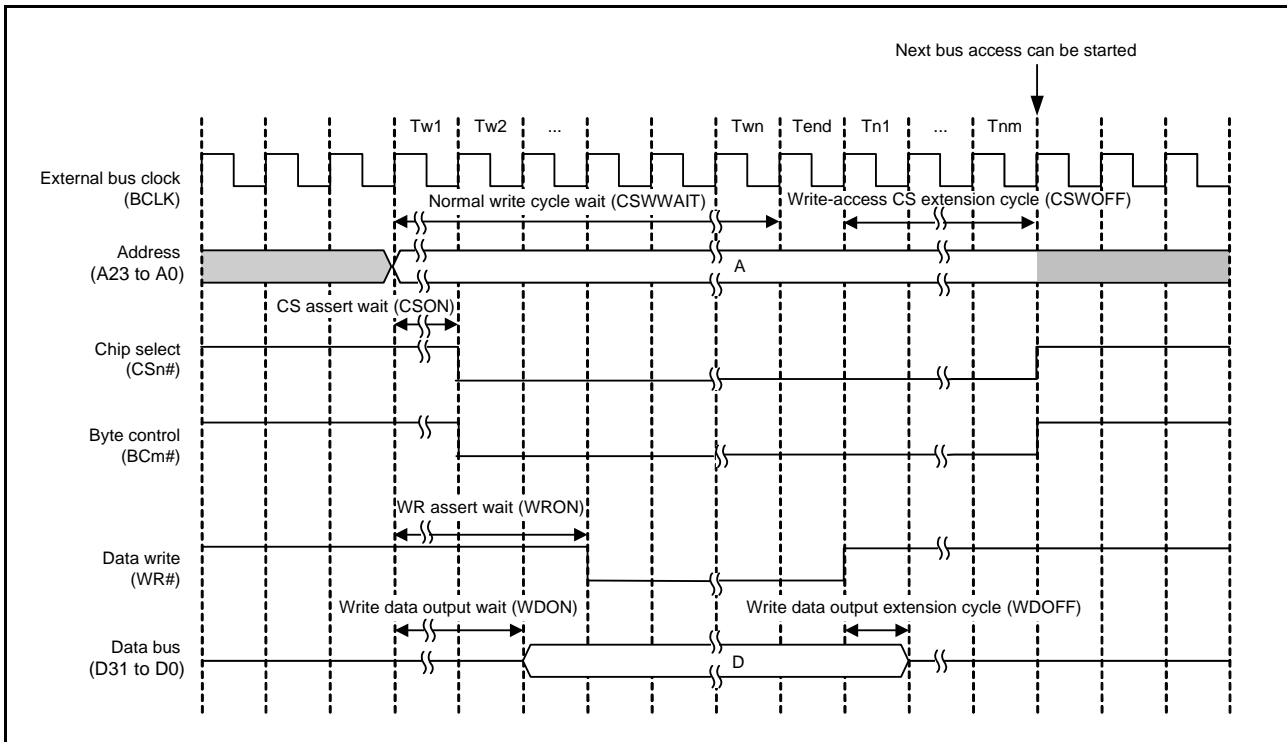 Next bus access can be started
Tw1 Tw2 ... Twn Tend Tn1 ... Tnm
External bus clock
(BCLK)
Normal write cycle wait (CSWWAIT) Write-access CS extension cycle (CSWOFF)
Address
(A23 to A0)
A
CS assert wait (CSON)
Chip select
(CSn#)
Byte control
(BCm#)
WR assert wait (WRON)
Data write
(WR#)
Write data output wait (WDON) Write data output extension cycle (WDOFF)
Data bus
(D31 to D0)
D